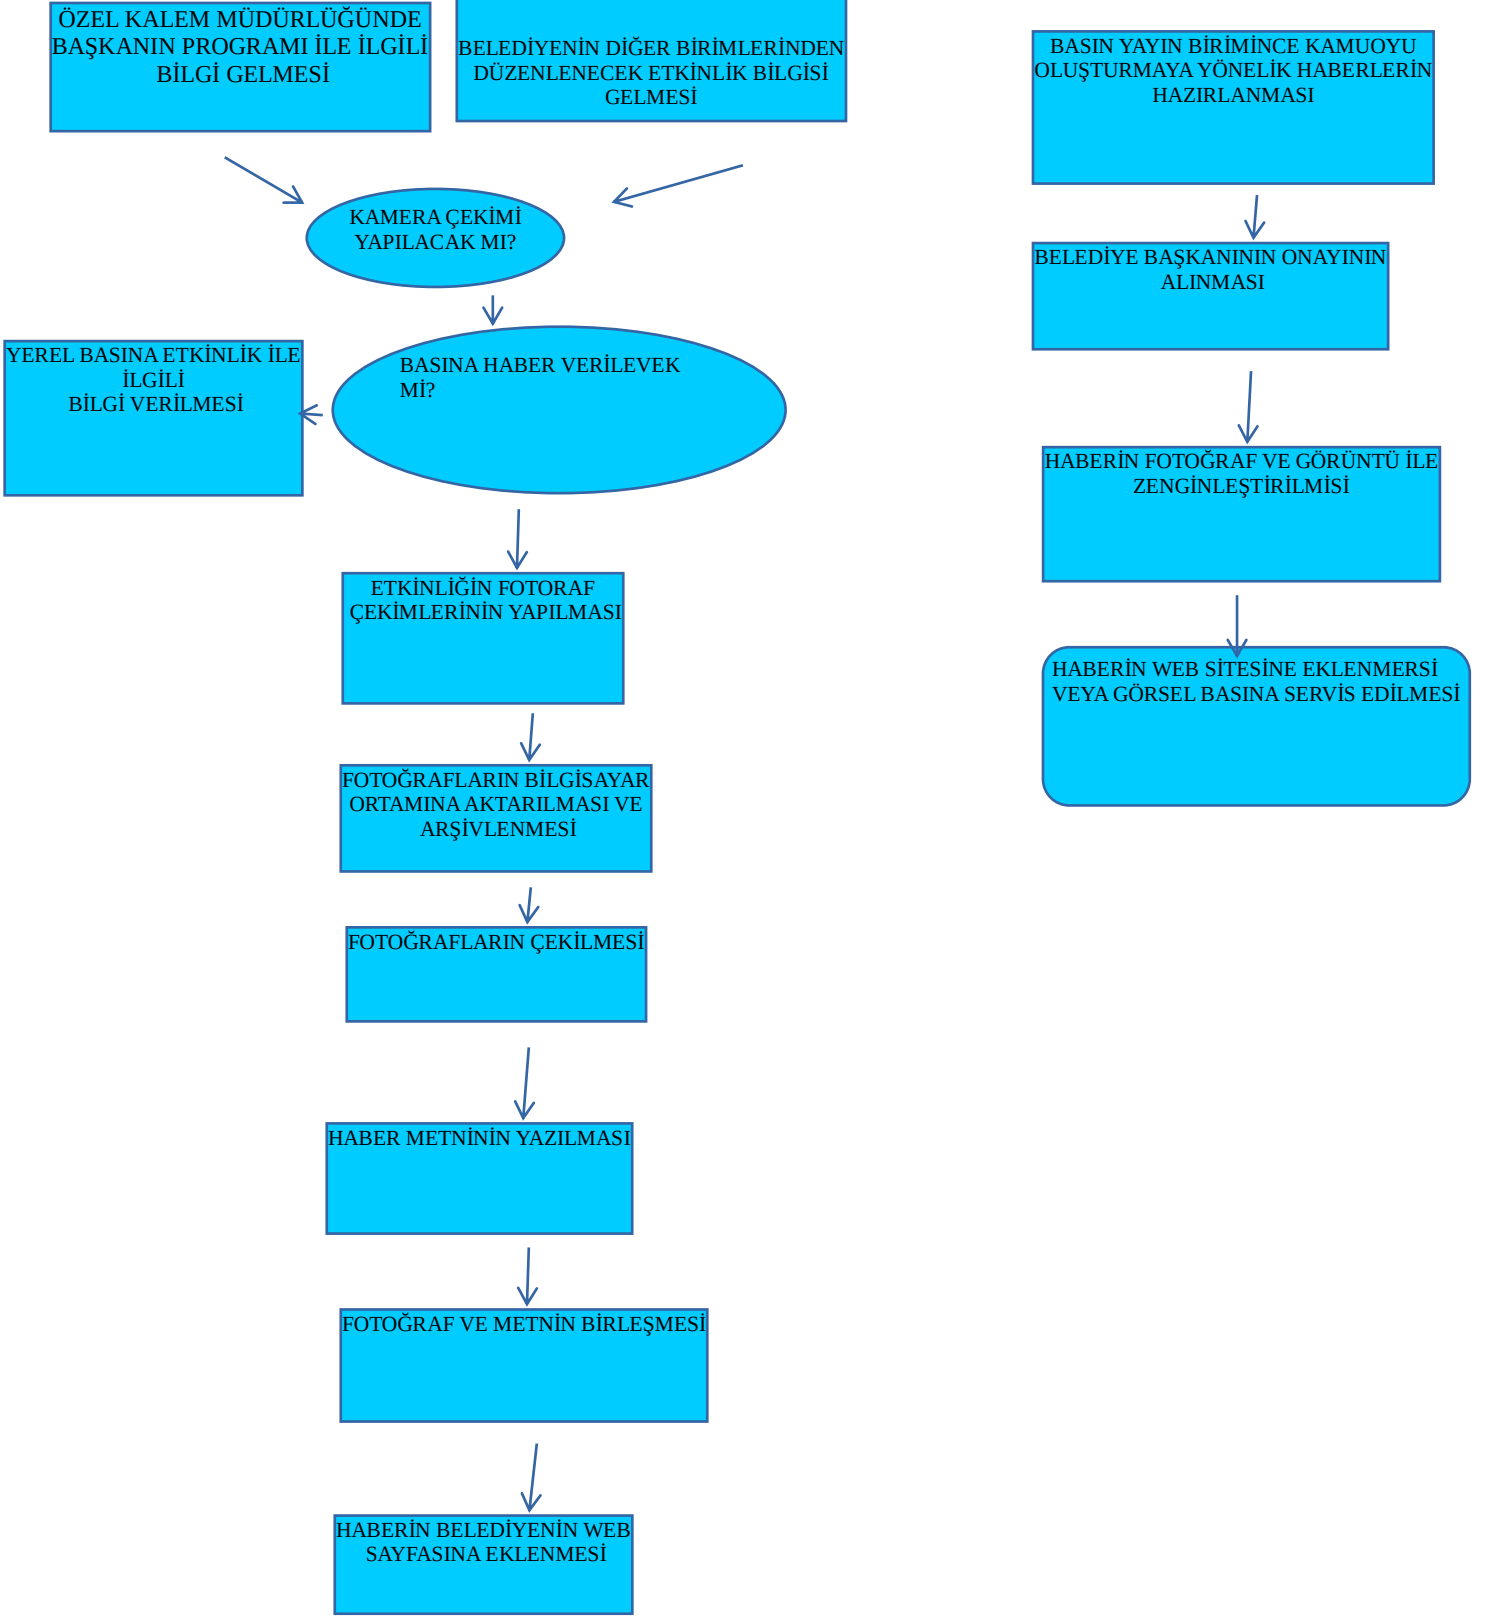 ÖZEL KALEM MÜDÜRLÜĞÜNDE
BAŞKANIN PROGRAMI İLE İLGİLİ
BİLGİ GELMESİ
BELEDİYENİN DİĞER BİRİMLERİNDEN
DÜZENLENECEK ETKİNLİK BİLGİSİ
GELMESİ
KAMERA ÇEKİMİ
YAPILACAK MI?
BASINA HABER VERİLEVEK
Mİ?
YEREL BASINA ETKİNLİK İLE
İLGİLİ
BİLGİ VERİLMESİ
ETKİNLİĞİN FOTORAF
ÇEKİMLERİNİN YAPILMASI
FOTOĞRAFLARIN BİLGİSAYAR
ORTAMINA AKTARILMASI VE
ARŞİVLENMESİ
FOTOĞRAFLARIN ÇEKİLMESİ
HABER METNİNİN YAZILMASI
FOTOĞRAF VE METNİN BİRLEŞMESİ
HABERİN BELEDİYENİN WEB
SAYFASINA EKLENMESİ
BASIN YAYIN BİRİMİNCE KAMUOYU
OLUŞTURMAYA YÖNELİK HABERLERİN
HAZIRLANMASI
BELEDİYE BAŞKANININ ONAYININ
ALINMASI
HABERİN FOTOĞRAF VE GÖRÜNTÜ İLE
ZENGİNLEŞTİRİLMİSİ
HABERİN WEB SİTESİNE EKLENMERSİ
VEYA GÖRSEL BASINA SERVİS EDİLMESİ